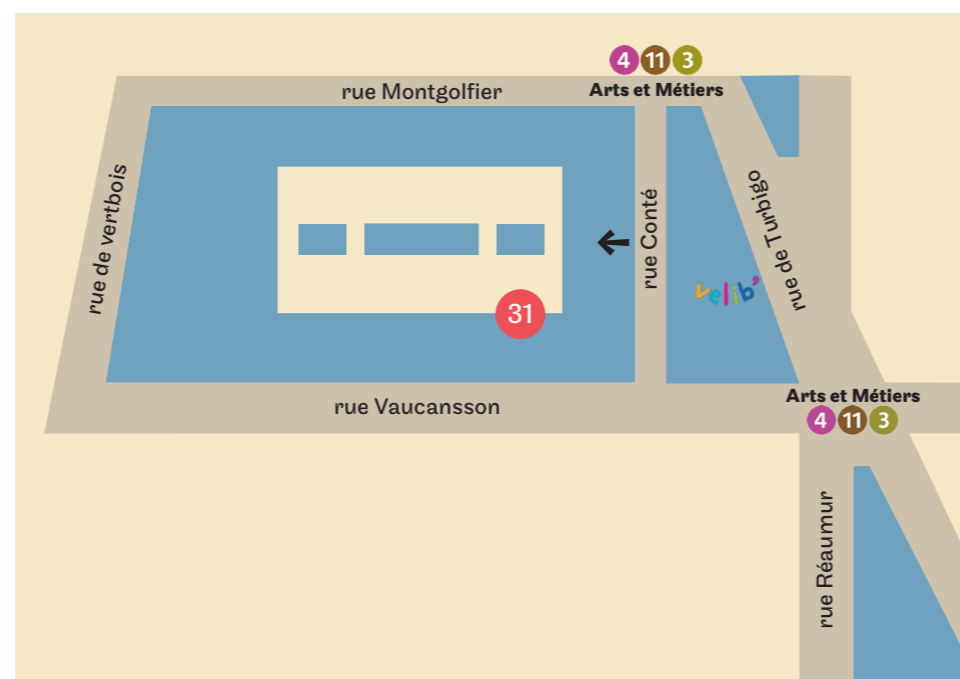 4 11 3
Arts et Métiers
rue Montgolfier
rue de vertbois
rue Conté
rue de Turbigo
velib'
31
rue Vaucansson
Arts et Métiers
4 11 3
rue Réaumur